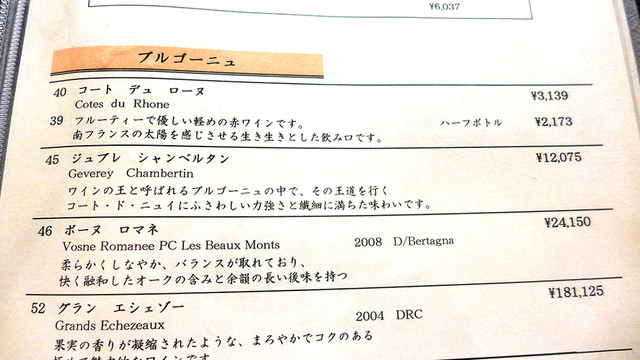 ¥6,037
ブルゴーニュ
40 コート デュ ローヌ ¥3,139
Cotes du Rhone
39 フルーティーで優しい軽めの赤ワインです。 ハーフボトル ¥2,173
南フランスの太陽を感じさせる生き生きとした飲み口です。
45 ジュブレ シャンベルタン ¥12,075
Geverey Chambertin
ワインの王と呼ばれるブルゴーニュの中で、その王道を行く
コート・ド・ニュイにふさわしい力強さと繊細に満ちた味わいです。
46 ボーヌ ロマネ ¥24,150
Vosne Romanee PC Les Beaux Monts 2008 D/Bertagna
柔らかくしなやか、バランスが取れており、
快く融和したオークの含みと余韻の長い後味を持つ
52 グラン エシェゾー ¥181,125
Grands Echezeaux 2004 DRC
果実の香りが凝縮されたような、まろやかでコクのある